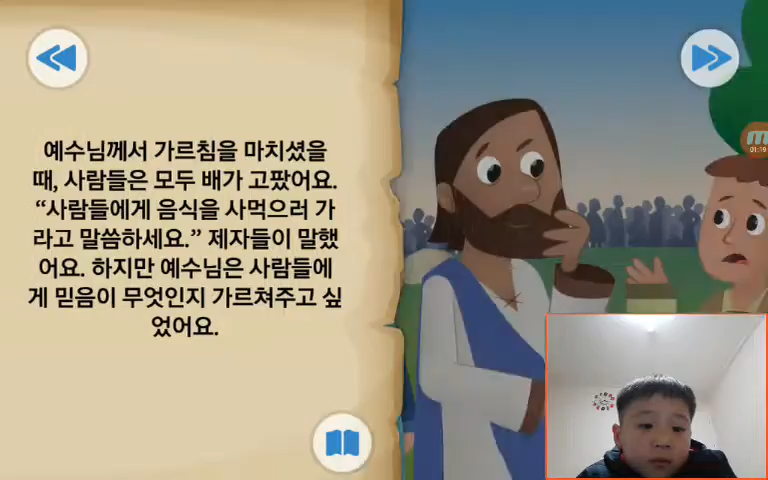 예수님께서 가르침을 마치셨을
때, 사람들은 모두 배가 고팠어요.
“사람들에게 음식을 사먹으러 가
라고 말씀하세요.” 제자들이 말했
어요. 하지만 예수님은 사람들에
게 믿음이 무엇인지 가르쳐주고 싶
었어요.
01:19